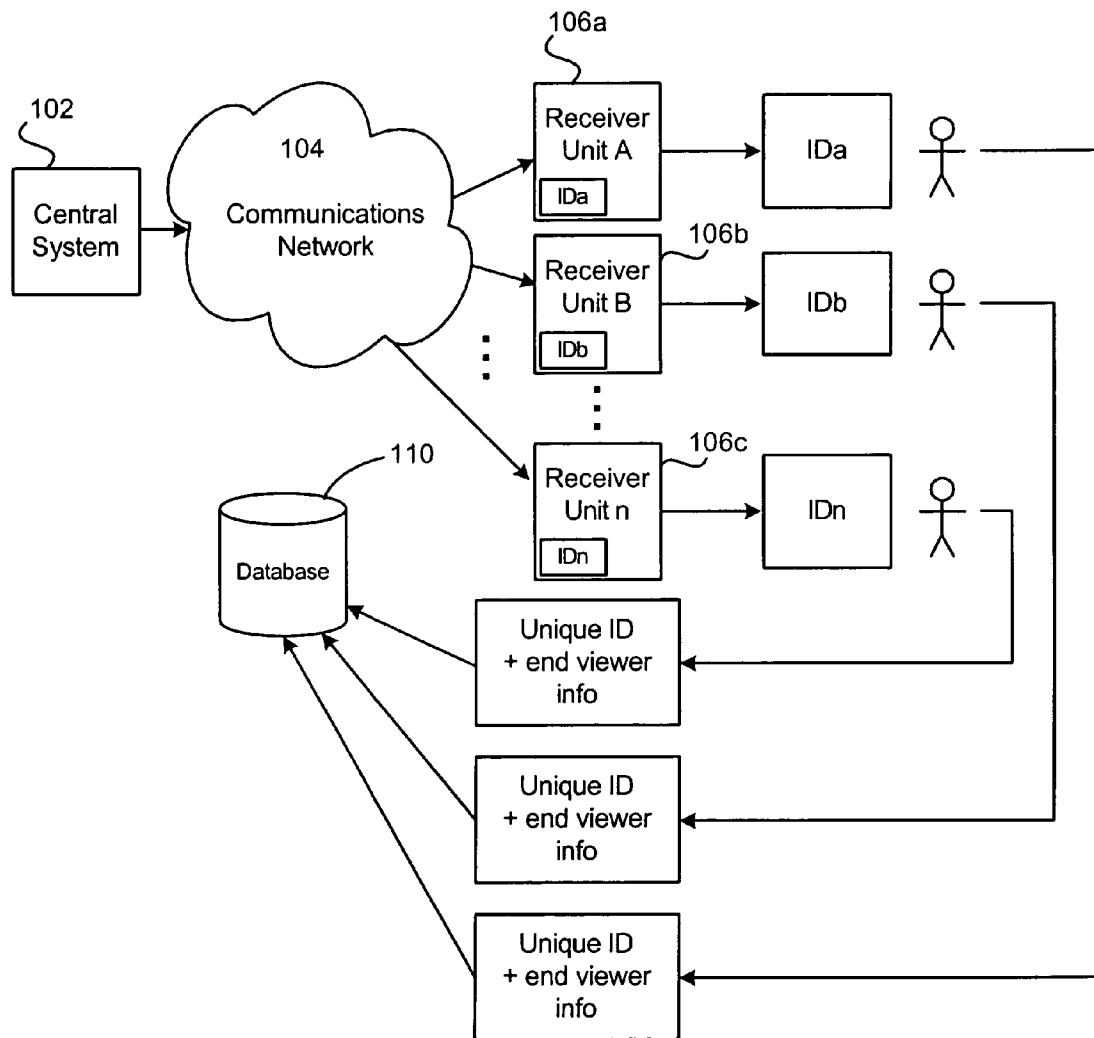 106a
102
104
Central
System
Communications
Network
Receiver
Unit A
IDa
IDa
106b
Receiver
Unit B
IDb
IDb
106c
Receiver
Unit n
IDn
IDn
110
Database
Unique ID
+ end viewer
info
Unique ID
+ end viewer
info
Unique ID
+ end viewer
info